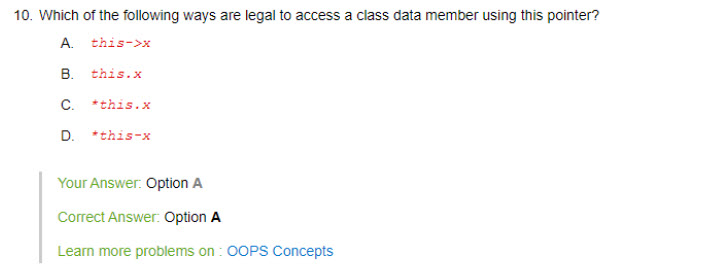 10. Which of the following ways are legal to access a class data member using this pointer?
A. this->x
B. this.x
C. *this.x
D. *this-x
Your Answer: Option A
Correct Answer: Option A
Learn more problems on : OOPS Concepts